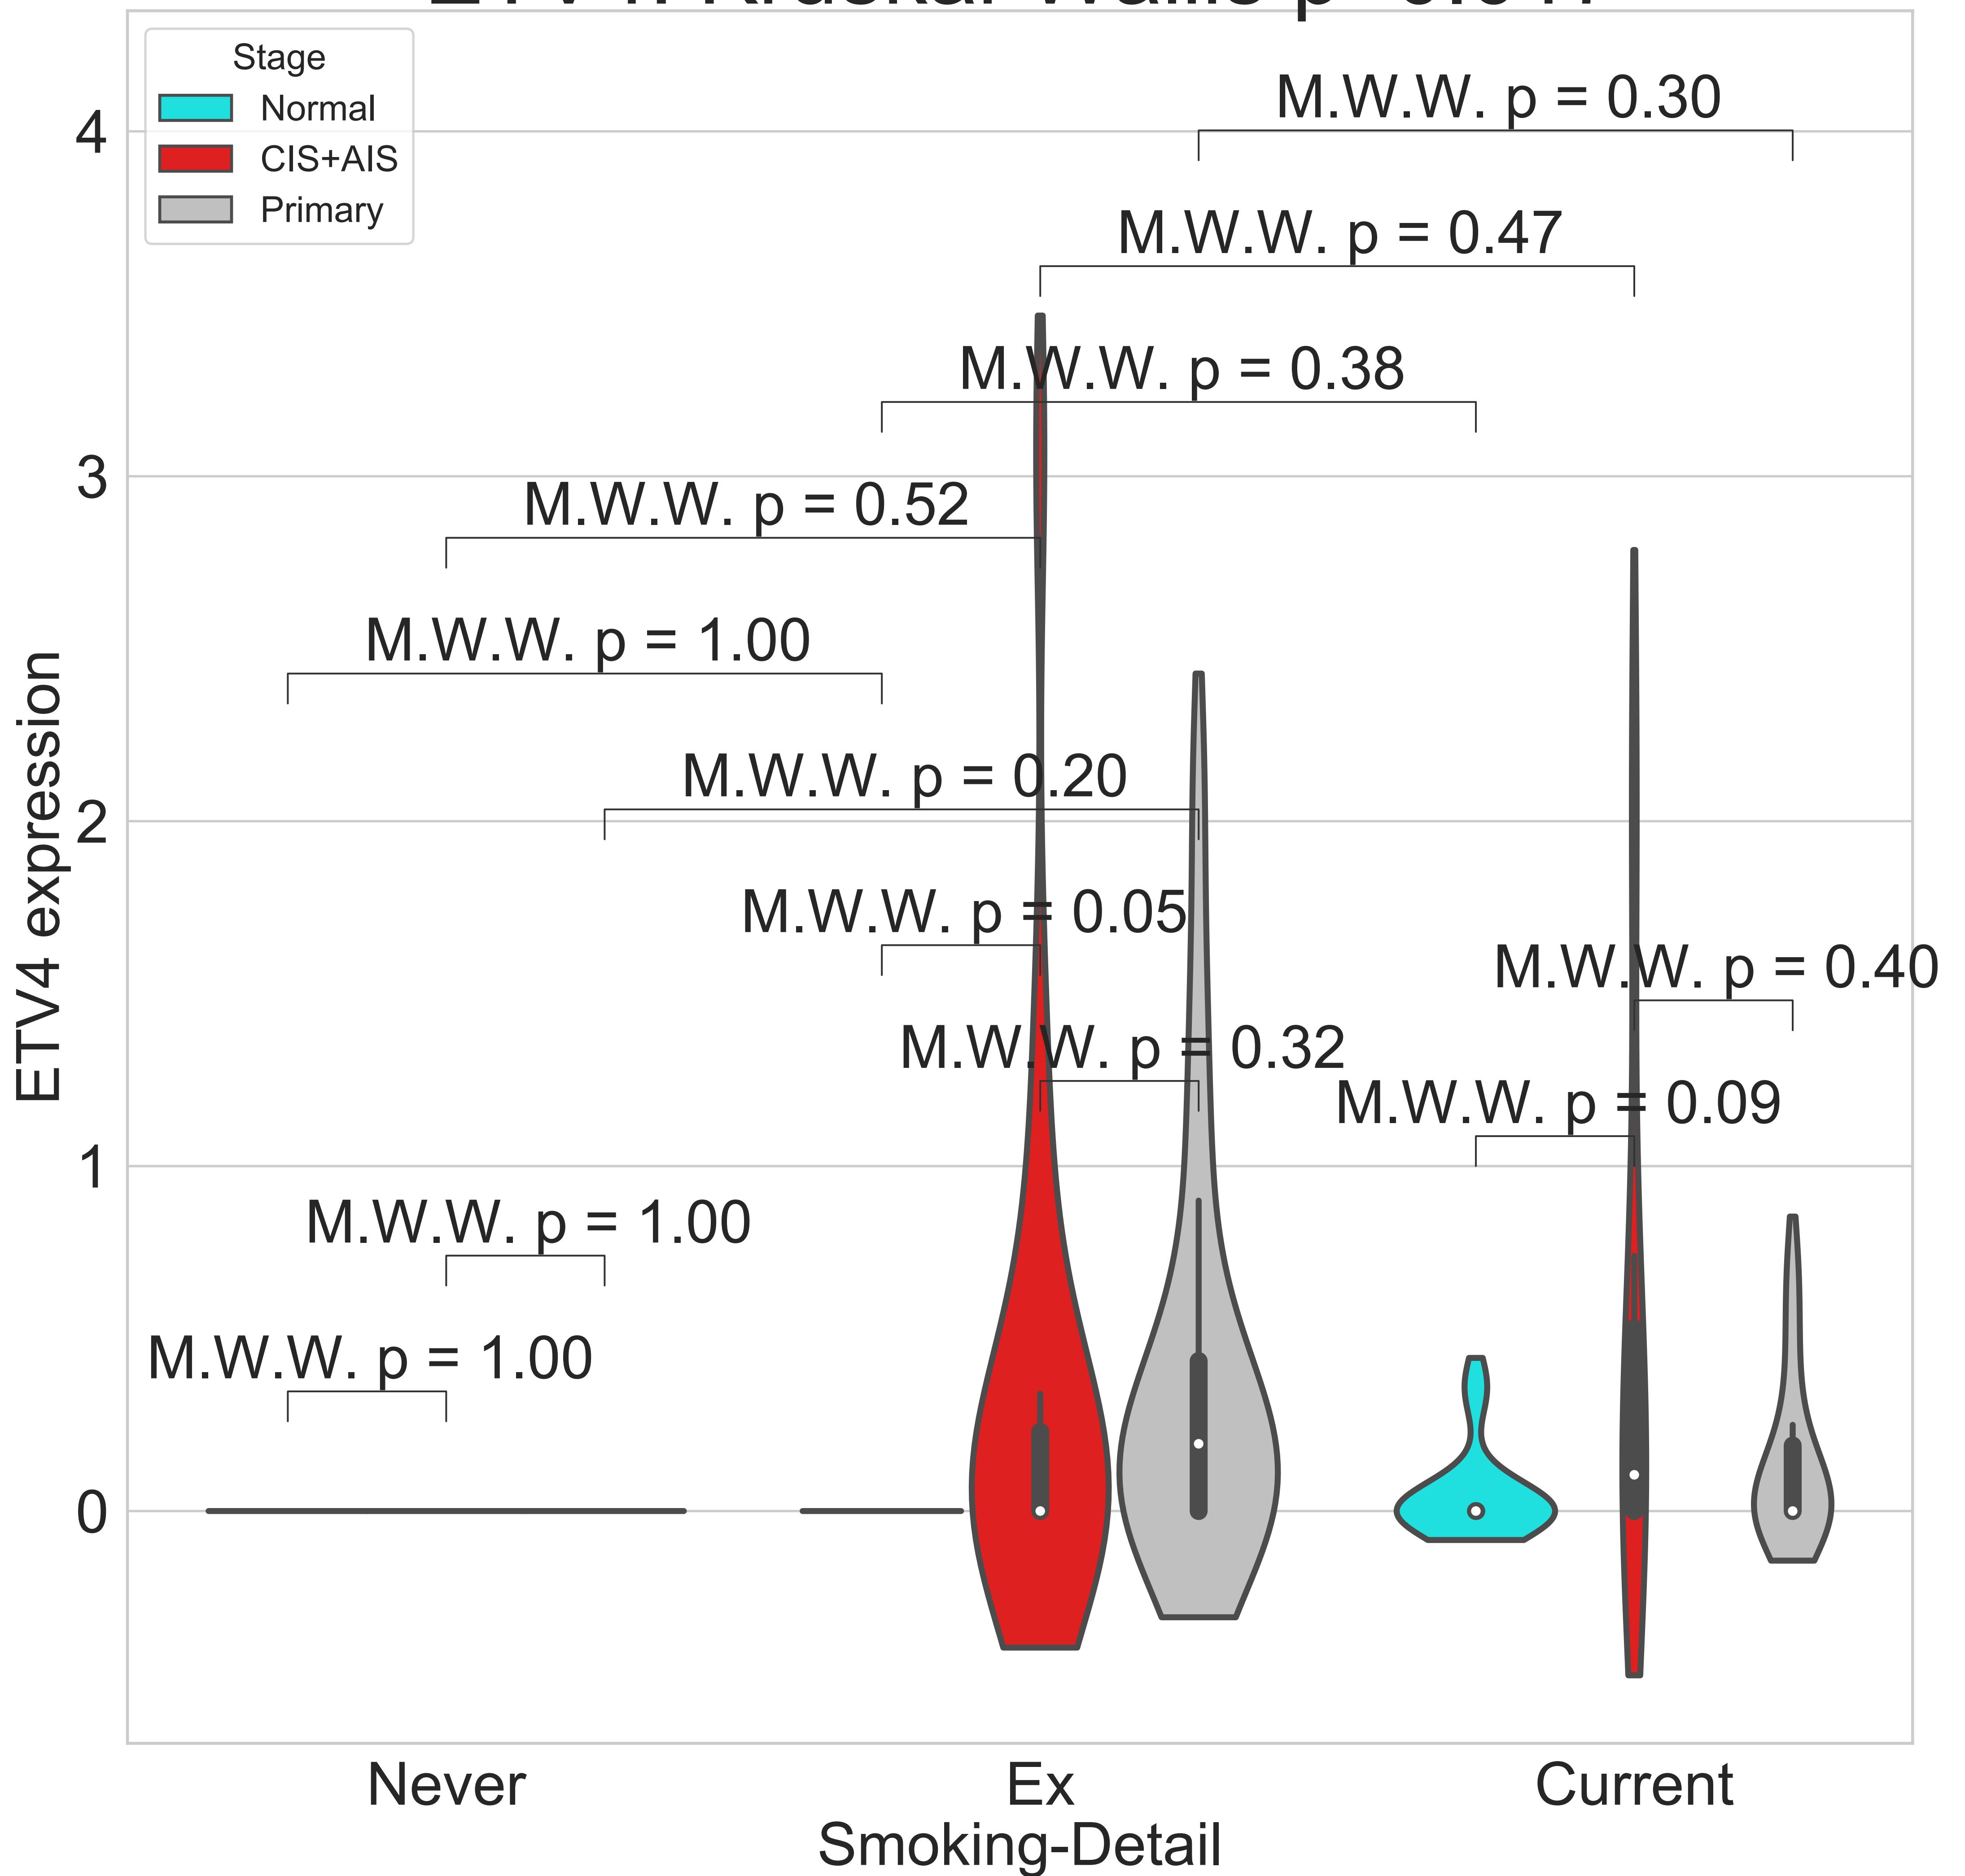 Stage
Normal
CIS+AIS
Primary
M.W.W. p = 0.30
M.W.W. p = 0.47
M.W.W. p = 0.38
M.W.W. p = 0.52
M.W.W. p = 1.00
M.W.W. p = 0.20
M.W.W. p = 0.05
M.W.W. p = 0.40
M.W.W. p = 0.32
M.W.W. p = 0.09
M.W.W. p = 1.00
M.W.W. p = 1.00
4
3
2
1
0
ETV4 expression
Never
Ex
Current
Smoking-Detail